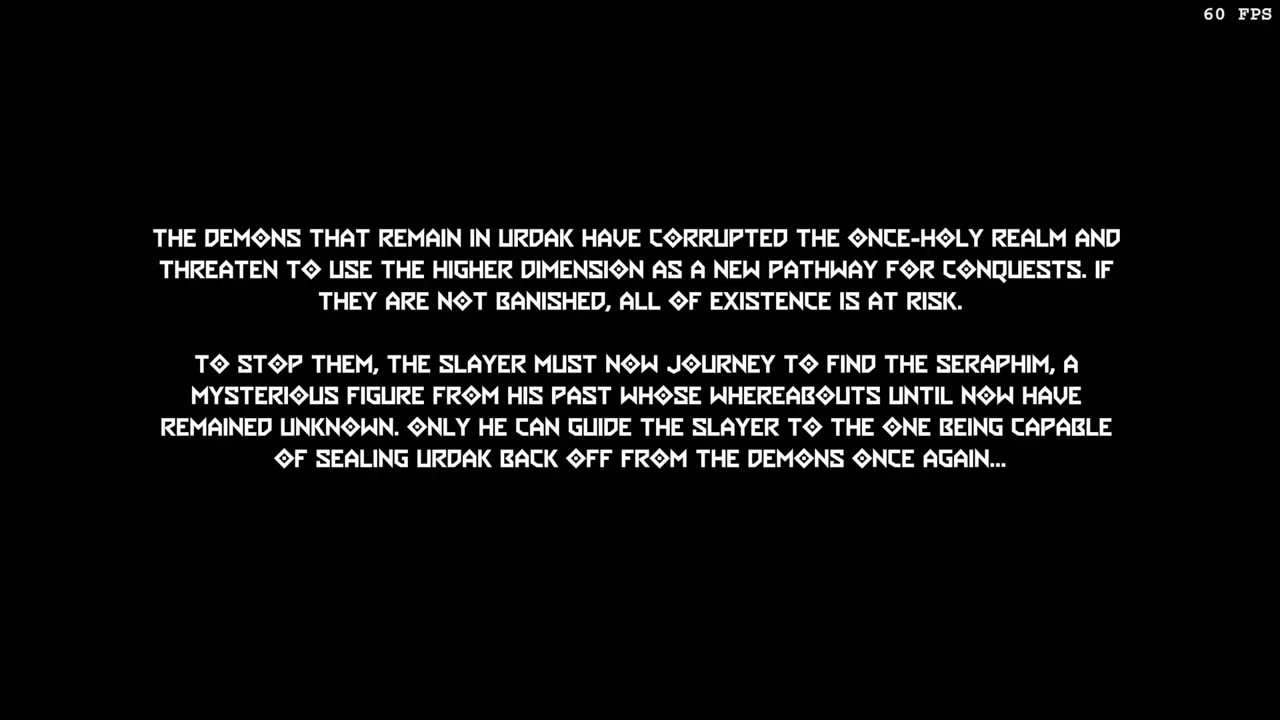 60 FPS
THE DEMONS THAT REMAIN IN URDAK HAVE CORRUPTED THE ONCE-HOLY REALM AND
THREATEN TO USE THE HIGHER DIMENSION AS A NEW PATHWAY FOR CONQUESTS. IF
THEY ARE NOT BANISHED, ALL OF EXISTENCE IS AT RISK.
TO STOP THEM, THE SLAYER MUST NOW JOURNEY TO FIND THE SERAPHIM, A
MYSTERIOUS FIGURE FROM HIS PAST WHOSE WHEREABOUTS UNTIL NOW HAVE
REMAINED UNKNOWN. ONLY HE CAN GUIDE THE SLAYER TO THE ONE BEING CAPABLE
OF SEALING URDAK BACK OFF FROM THE DEMONS ONCE AGAIN...